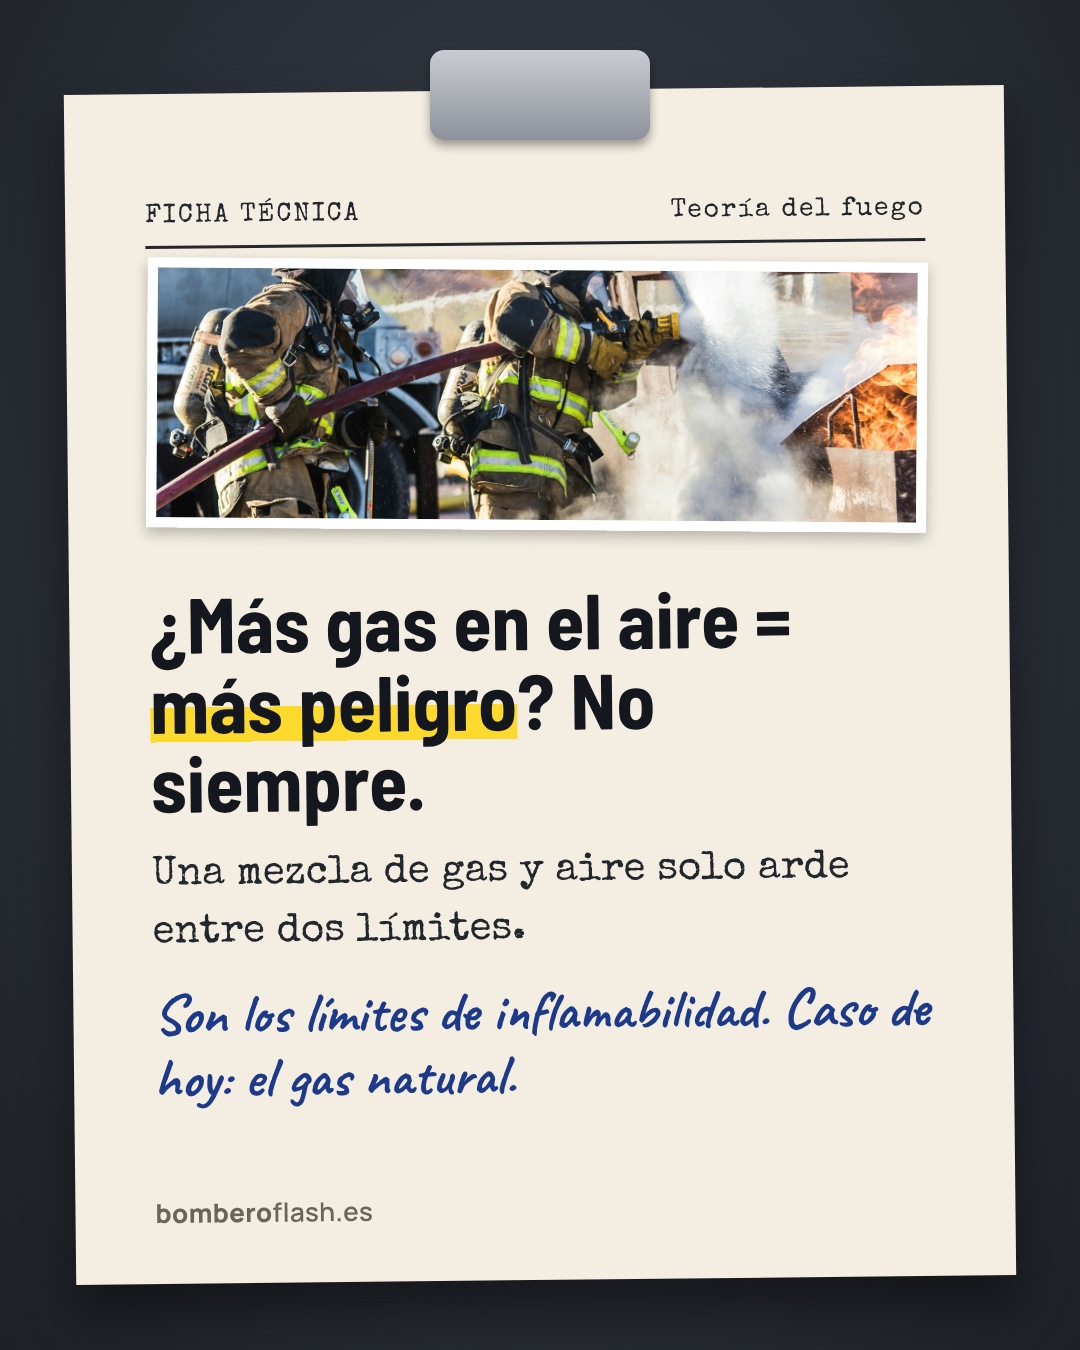 FICHA TÉCNICA
Teoría del fuego
¿Más gas en el aire =
más peligro? No
siempre.
Una mezcla de gas y aire solo arde
entre dos límites.
Son los límites de inflamabilidad. Caso de
hoy: el gas natural.
bomberoflash.es